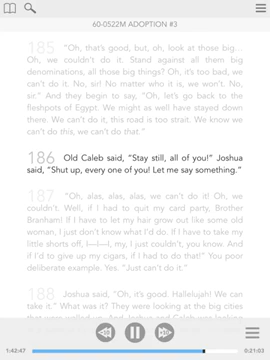 60-0522M ADOPTION #3
185 "Oh, that's good, but, oh, look at those big...
Oh, we couldn't do it. Stand against all them big
denominations, all those big things? Oh, it's too bad, we
can't do it. No, sir! No matter who it is, we won't. No,
sir." And they begin to say, "Oh, let's go back to the
fleshpots of Egypt. We might as well have stayed down
there. We can't do it, this road is too strait. We know we
can't do this, we can't do that."
186 Old Caleb said, "Stay still, all of you!" Joshua
said, "Shut up, every one of you! Let me say something."
187 "Oh, alas, alas, alas, we can't do it! Oh, we
couldn't. Well, if I had to quit my card party, Brother
Branham! If I have to let my hair grow out like some old
woman, I just don't know what I'd do. If I have to take my
little shorts off, I—I—I, my, I just couldn't, you know. And
if I'd to give up my cigars, if I had to do that!" You poor
deliberate example. Yes. "Just can't do it."
188 Joshua said, "Oh, it's good. Hallelujah! We can
take it." What was it? They were looking at the big cities
1:42:47
0:21:03